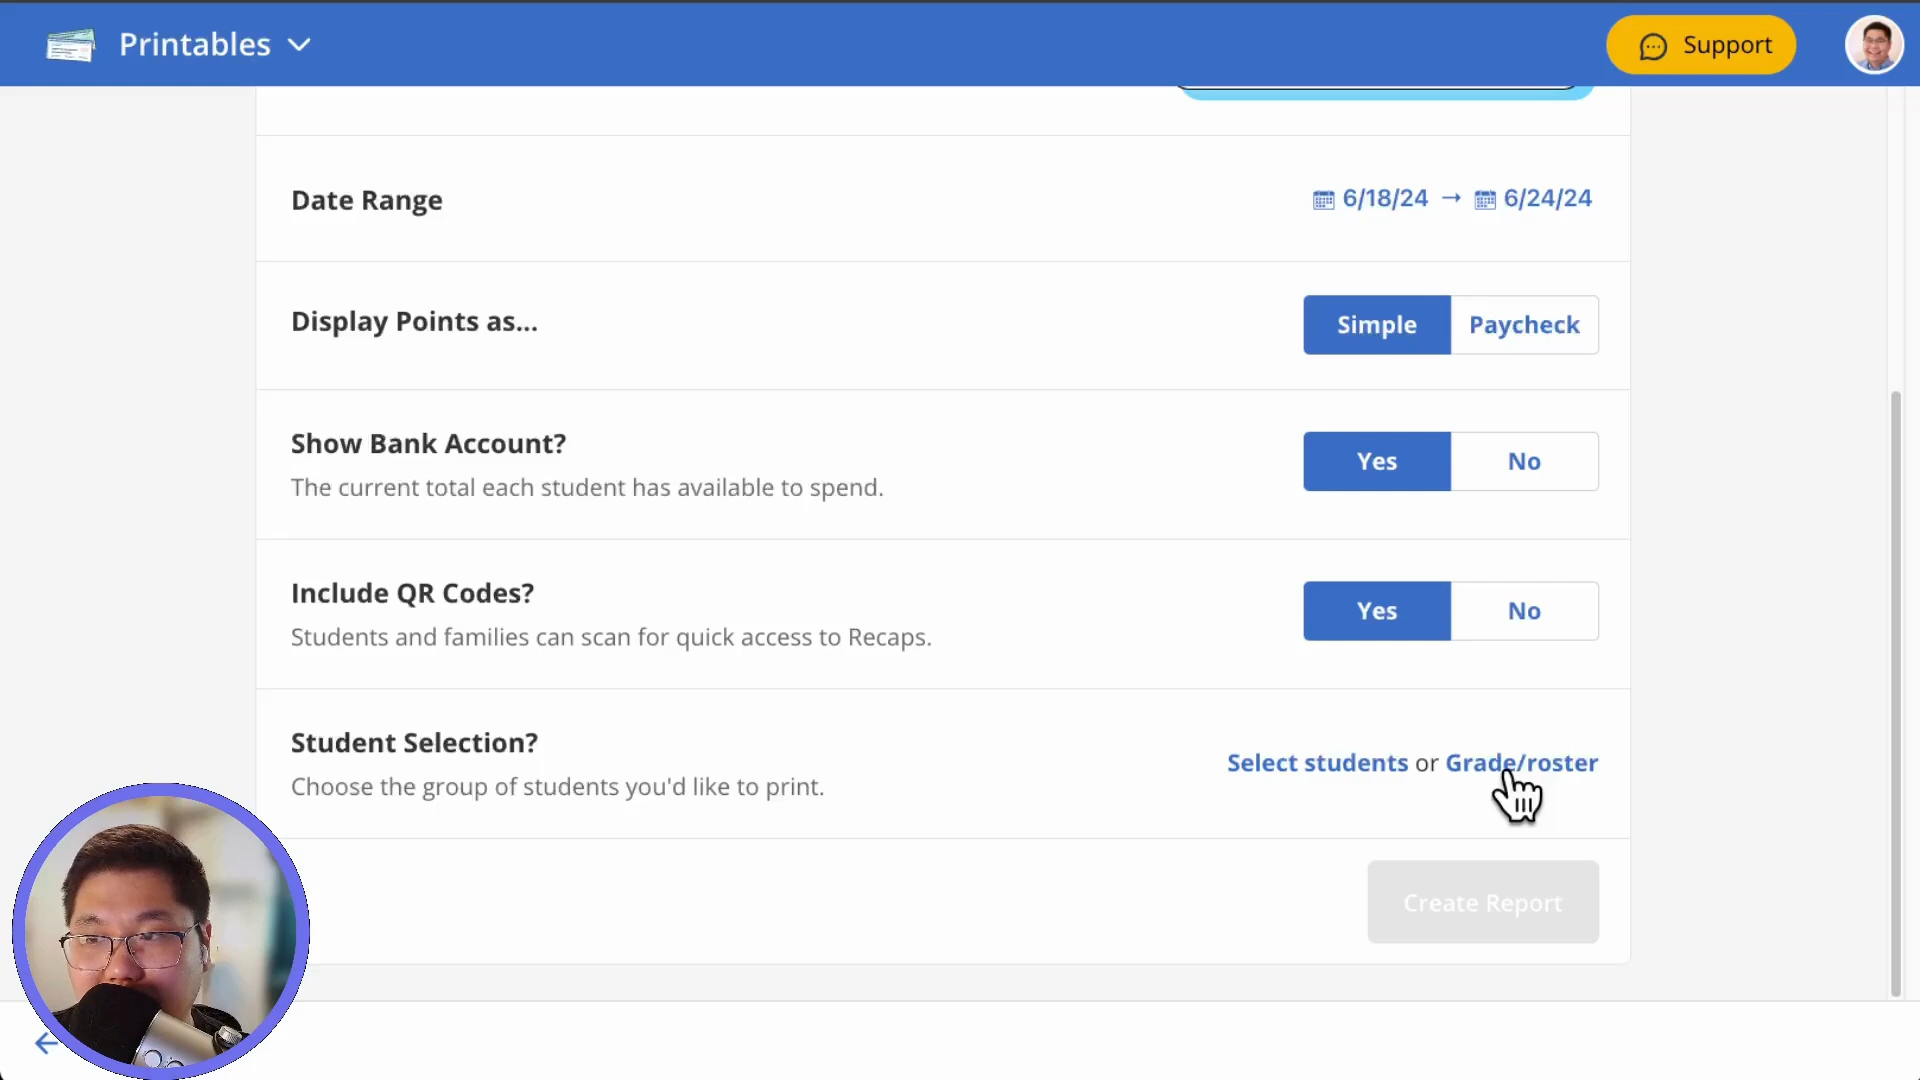 Printables
Support
Date Range
6/18/24 → 6/24/24
Display Points as...
Simple
Paycheck
Show Bank Account?
The current total each student has available to spend.
Yes
No
Include QR Codes?
Students and families can scan for quick access to Recaps.
Yes
No
Student Selection?
Choose the group of students you'd like to print.
Select students or Grade/roster
Create Report